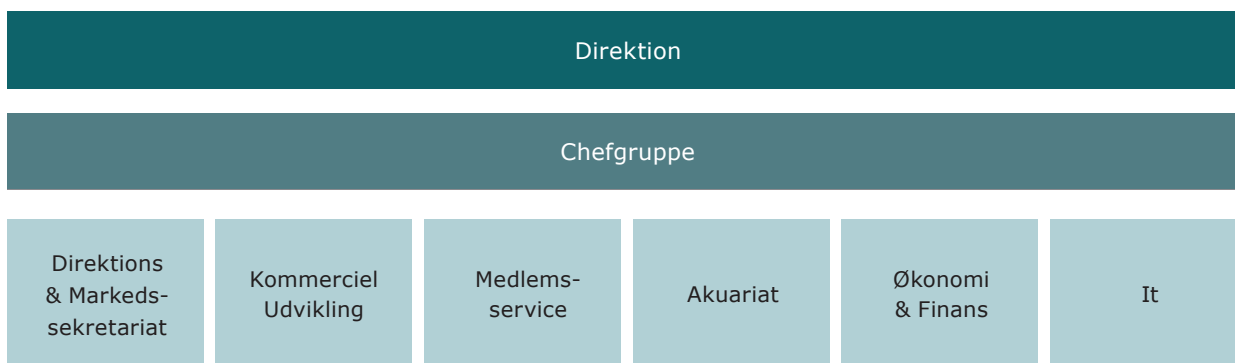 Direktion
Chefgruppe
Direktions
& Markeds-
sekretariat
Kommerciel
Udvikling
Medlems-
service
Akuariat
Økonomi
& Finans
It